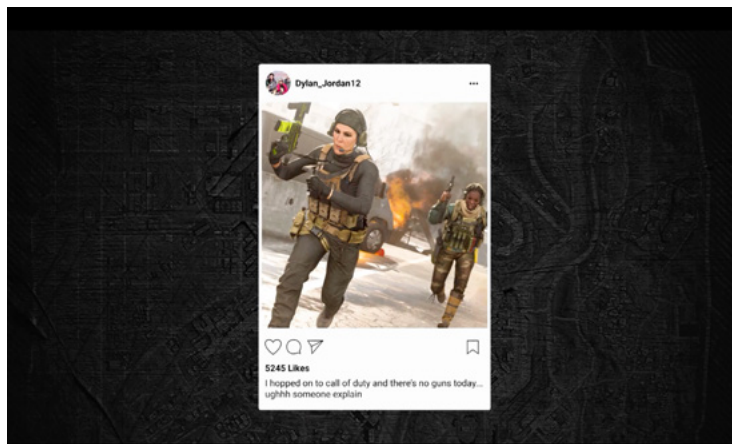 Dylan_Jordan12
5245 Likes
I hopped on to call of duty and there's no guns today...
ughhh someone explain